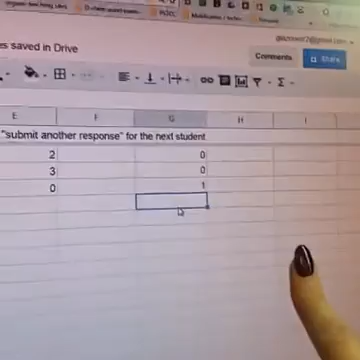 es saved in Drive
Comments
Share
E F G H I
"submit another response" for the next student
2 0
3 0
0 1